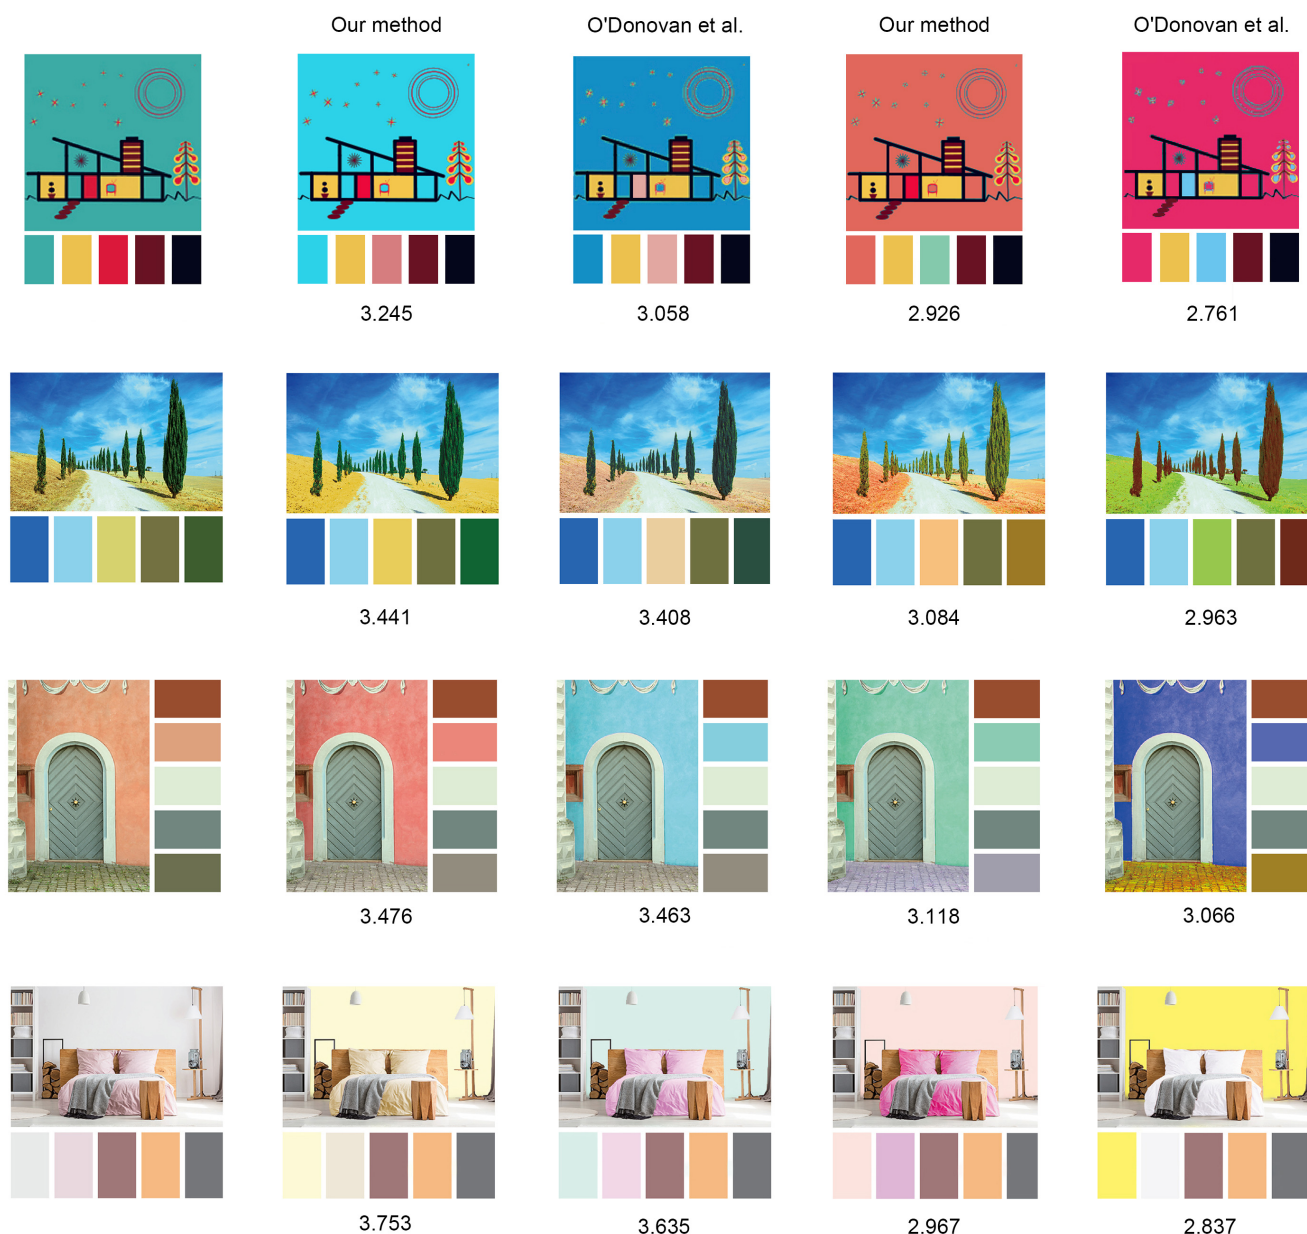 Our method O'Donovan et al. Our method O'Donovan et al.
3.245 3.058 2.926 2.761
3.441 3.408 3.084 2.963
3.476 3.463 3.118 3.066
3.753 3.635 2.967 2.837